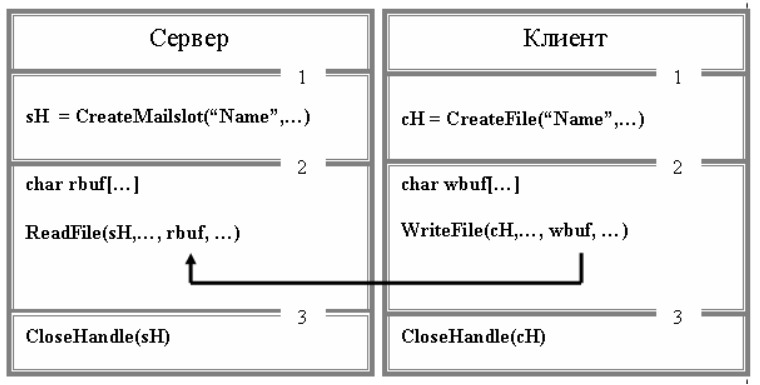 Сервер
1
sH = CreateMailslot(“Name”,…)
2
char rbuf[…]
ReadFile(sH,…, rbuf, …)
3
CloseHandle(sH)
Клиент
1
cH = CreateFile(“Name”,…)
2
char wbuf[…]
WriteFile(cH,…, wbuf, …)
3
CloseHandle(cH)